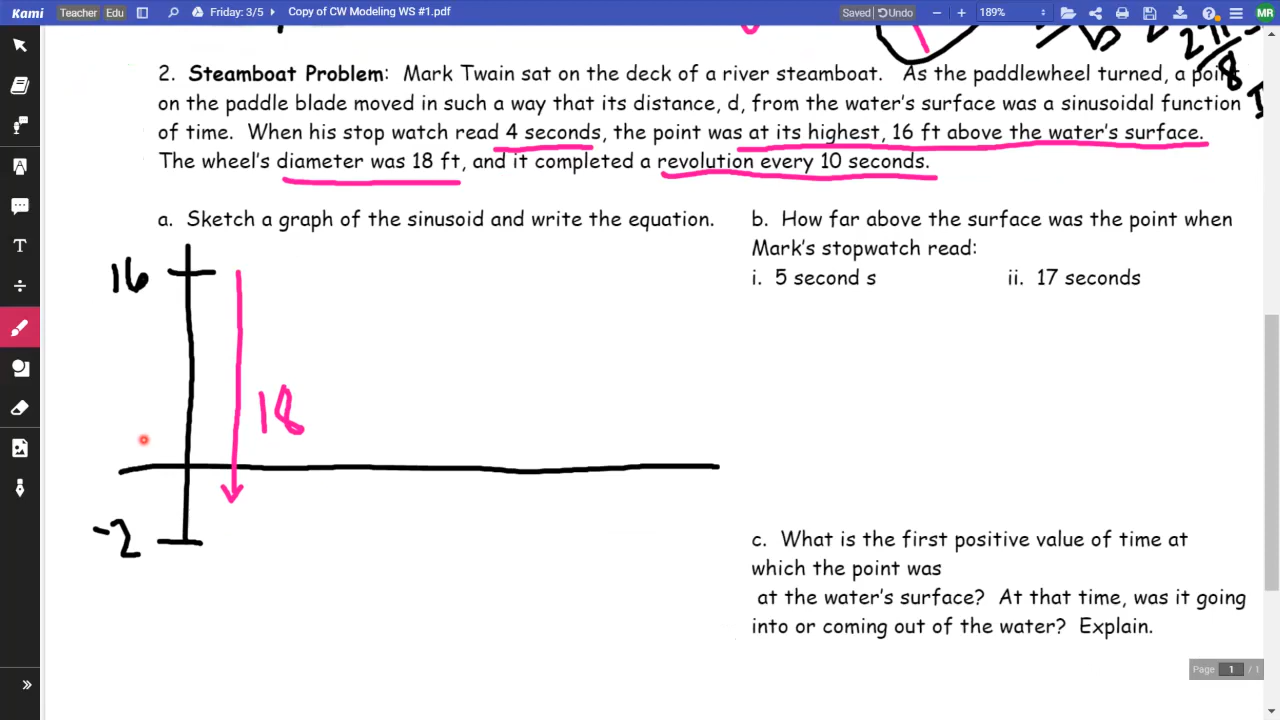 Kami Teacher Edu Friday: 3/5 > Copy of CW Modeling WS #1.pdf Saved Undo 189% MR
2π
8
2. Steamboat Problem: Mark Twain sat on the deck of a river steamboat. As the paddlewheel turned, a point
on the paddle blade moved in such a way that its distance, d, from the water's surface was a sinusoidal function
of time. When his stop watch read 4 seconds, the point was at its highest, 16 ft above the water's surface.
The wheel's diameter was 18 ft, and it completed a revolution every 10 seconds.
a. Sketch a graph of the sinusoid and write the equation.
16
18
-2
b. How far above the surface was the point when
Mark's stopwatch read:
i. 5 second s ii. 17 seconds
c. What is the first positive value of time at
which the point was
at the water's surface? At that time, was it going
into or coming out of the water? Explain.
Page 1 / 1